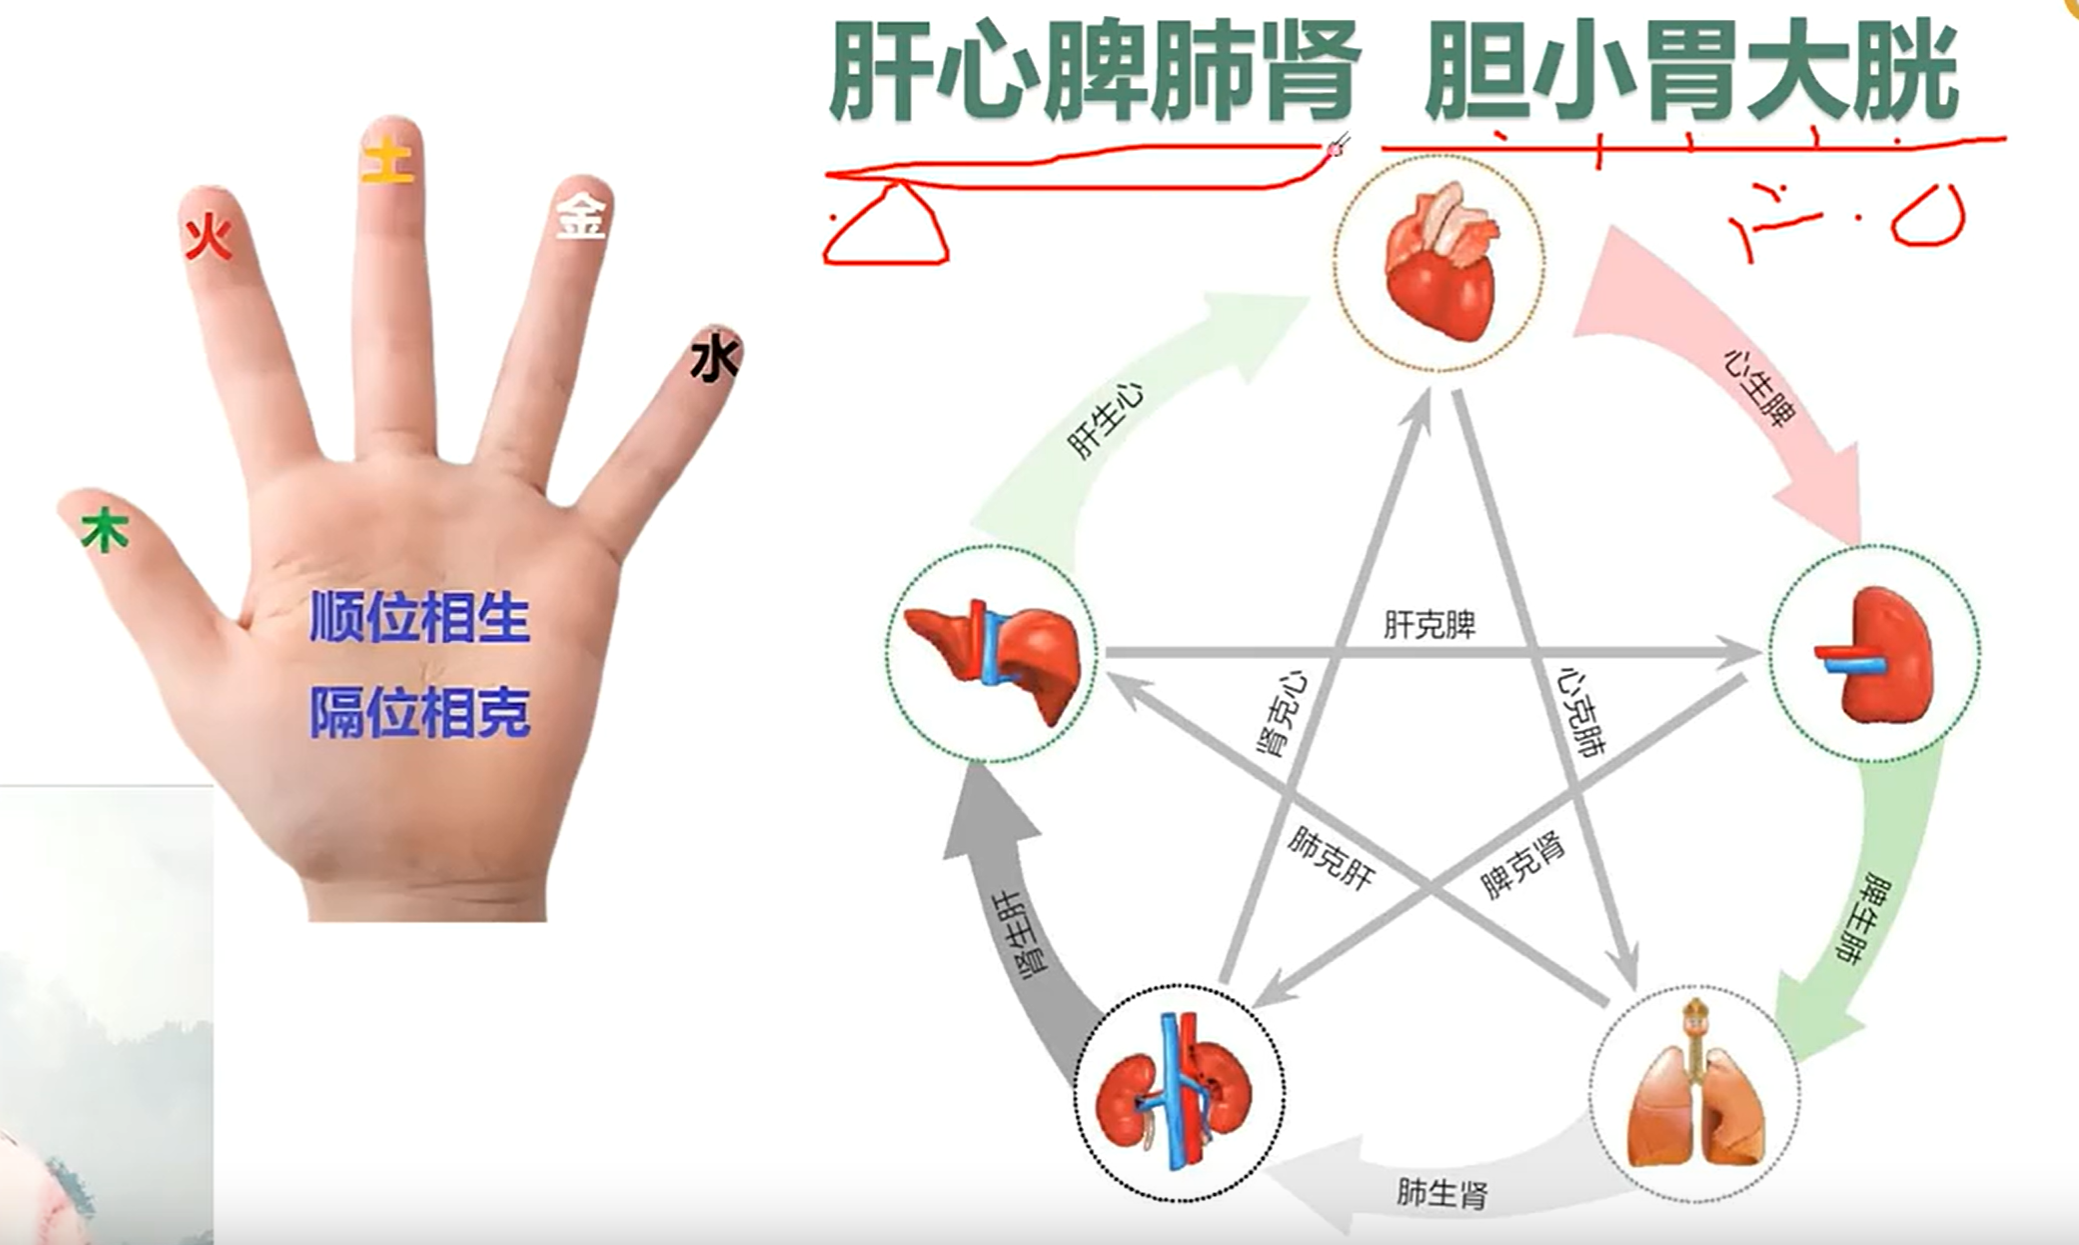 肝心脾肺肾 胆小胃大胱
土
火
金
水
木
顺位相生
隔位相克
肝生心
心生脾
肝克脾
肾克心
心克肺
肺克肝
脾克肾
肾生肝
脾生肺
肺生肾